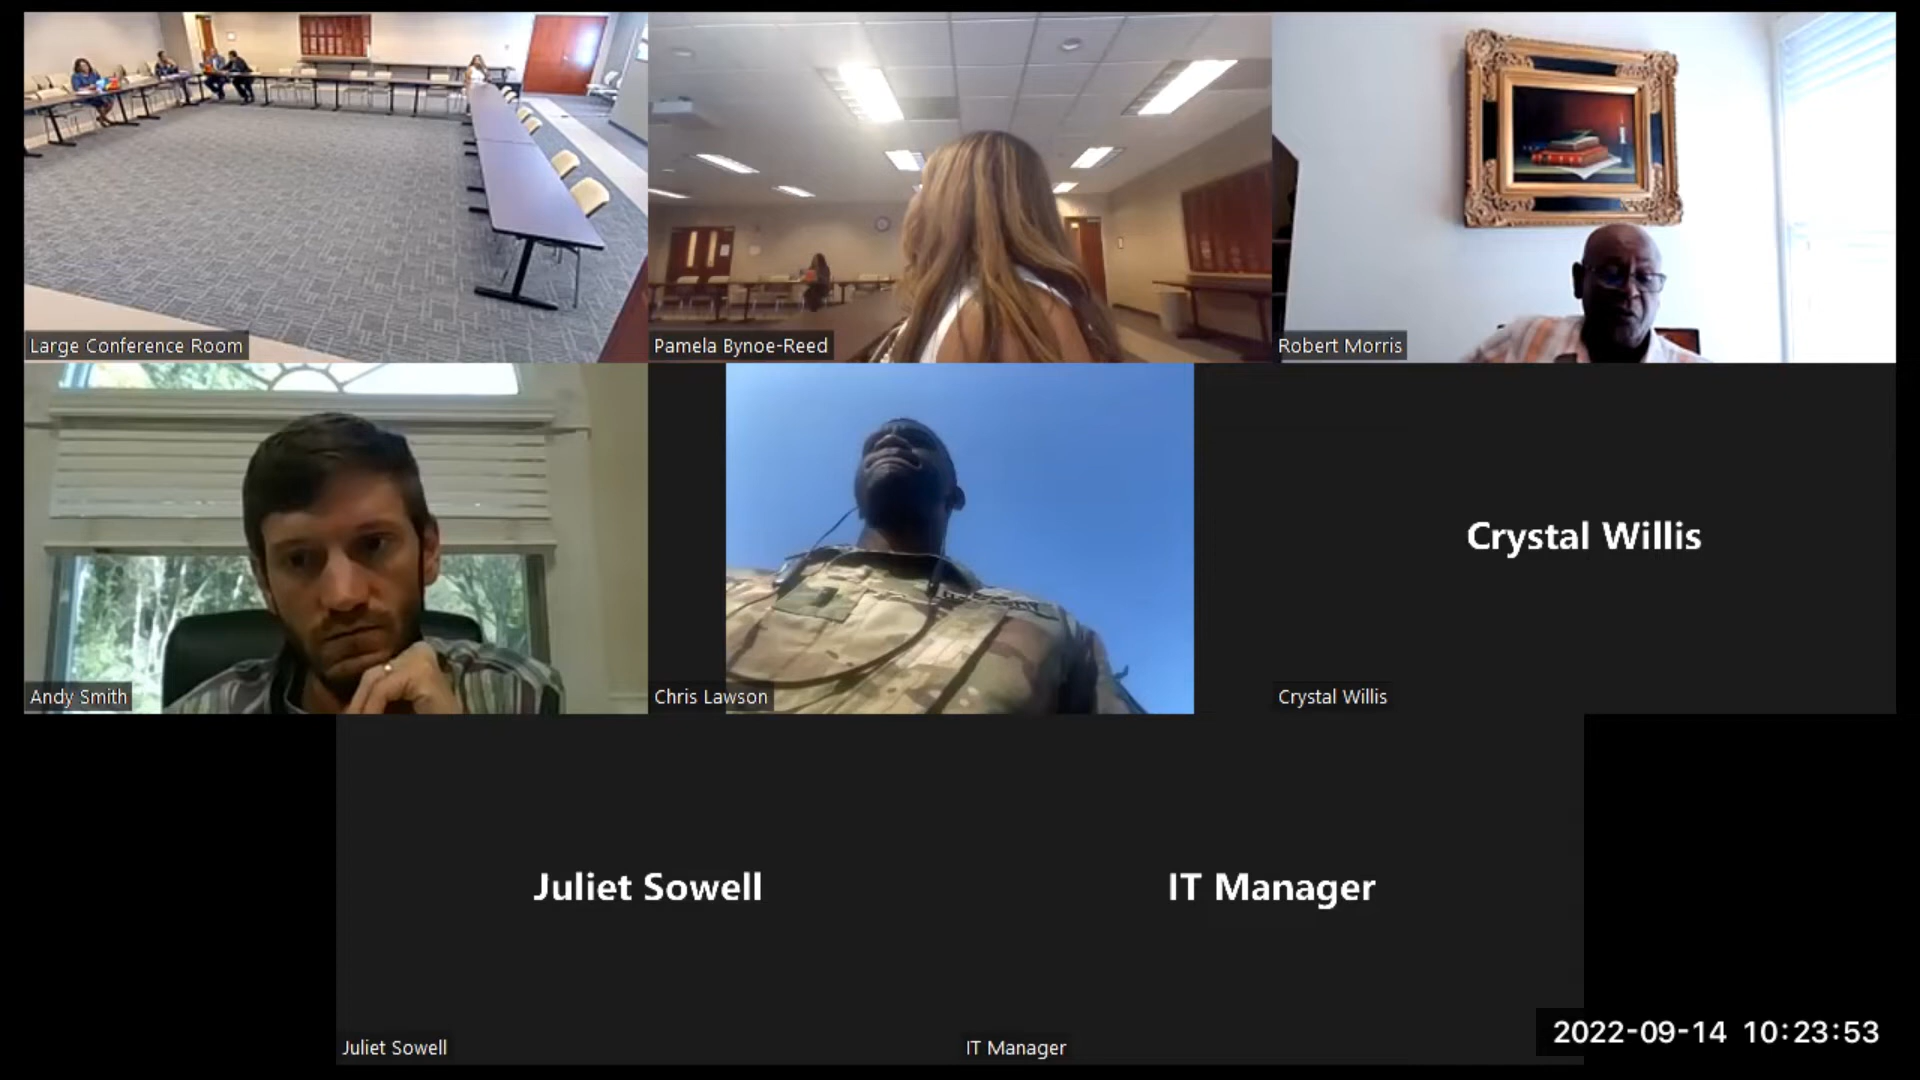 Large Conference Room
Pamela Bynoe-Reed
Robert Morris
Andy Smith
Chris Lawson
Crystal Willis
Crystal Willis
Juliet Sowell
IT Manager
Juliet Sowell
IT Manager
2022-09-14 10:23:53